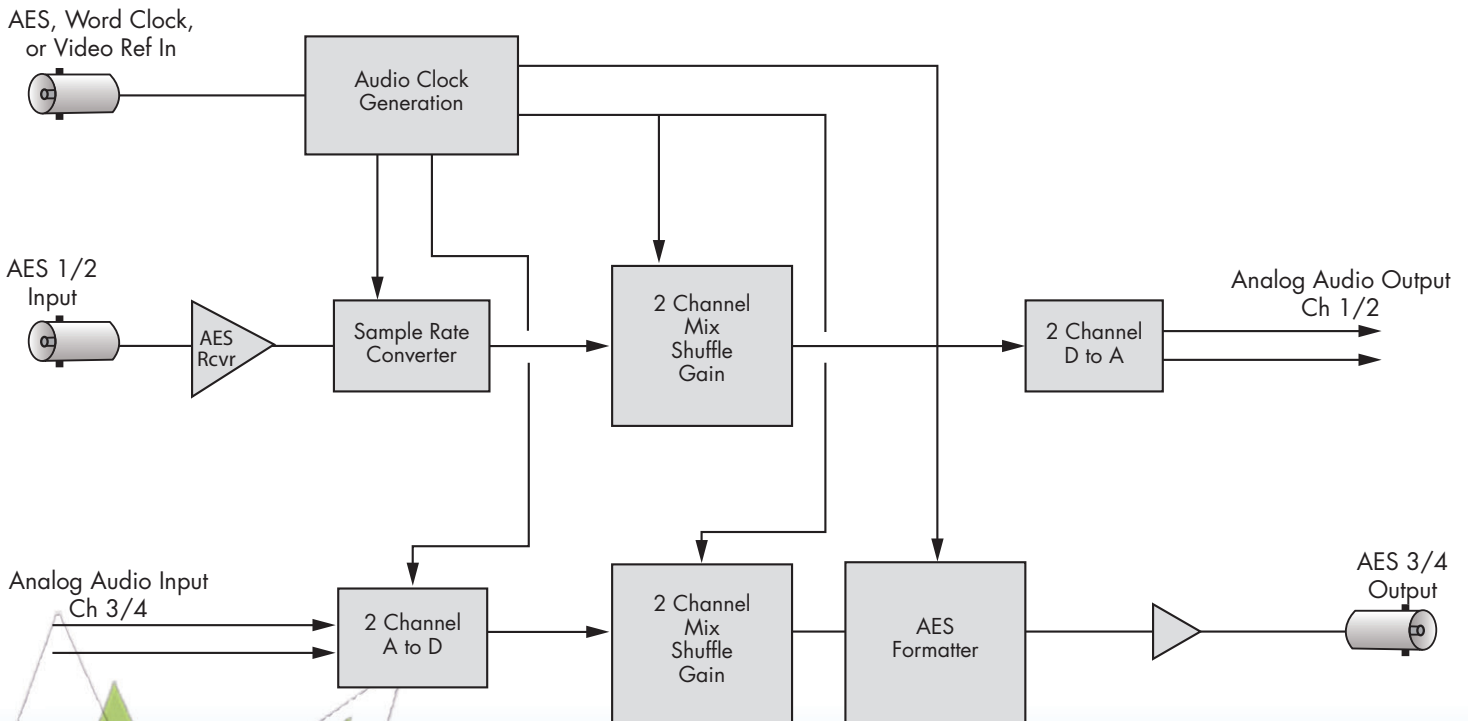 AES, Word Clock,
or Video Ref In
Audio Clock
Generation
AES 1/2
Input
AES
Rcvr
Sample Rate
Converter
2 Channel
Mix
Shuffle
Gain
2 Channel
D to A
Analog Audio Output
Ch 1/2
Analog Audio Input
Ch 3/4
2 Channel
A to D
2 Channel
Mix
Shuffle
Gain
AES
Formatter
AES 3/4
Output